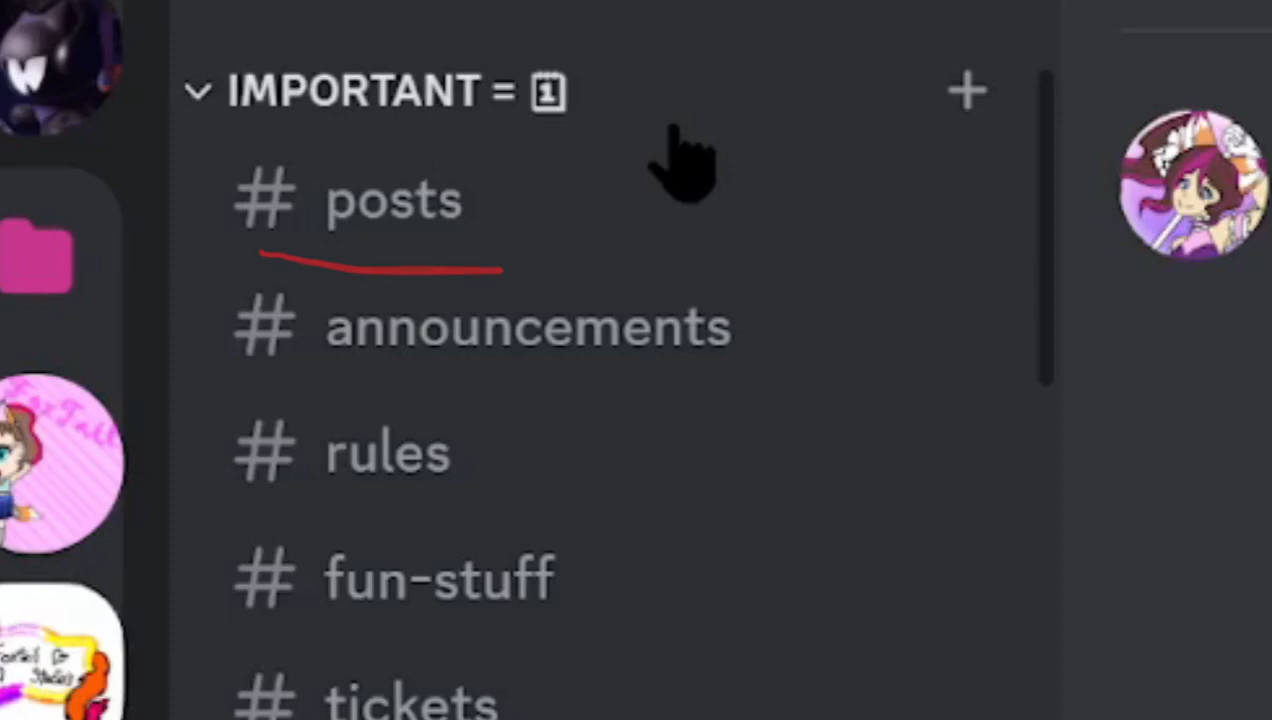 IMPORTANT = 🗓
# posts
# announcements
# rules
# fun-stuff
# tickets